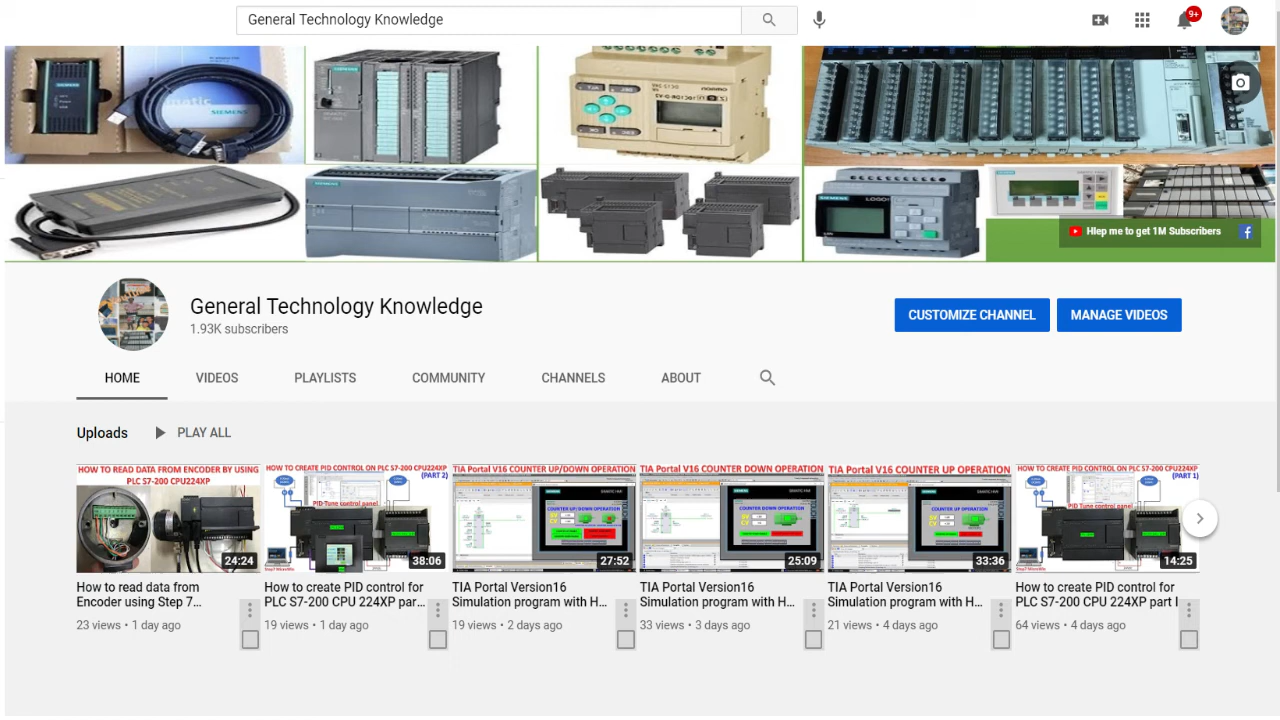 General Technology Knowledge
9+
SIEMENS
SIEMENS
SIEMENS
LOGO!
Hlep me to get 1M Subscribers
General Technology Knowledge
1.93K subscribers
CUSTOMIZE CHANNEL
MANAGE VIDEOS
HOME
VIDEOS
PLAYLISTS
COMMUNITY
CHANNELS
ABOUT
Uploads
PLAY ALL
HOW TO READ DATA FROM ENCODER BY USING
PLC S7-200 CPU224XP
24:24
How to read data from
Encoder using Step 7...
23 views • 1 day ago
HOW TO CREATE PID CONTROL ON PLC S7-200 CPU224XP
(PART 2)
PID-Tune control panel
38:06
How to create PID control for
PLC S7-200 CPU 224XP par...
19 views • 1 day ago
TIA Portal V16 COUNTER UP/DOWN OPERATION
COUNTER UP/ DOWN OPERATION
27:52
TIA Portal Version16
Simulation program with H...
19 views • 2 days ago
TIA Portal V16 COUNTER DOWN OPERATION
COUNTER DOWN OPERATION
25:09
TIA Portal Version16
Simulation program with H...
33 views • 3 days ago
TIA Portal V16 COUNTER UP OPERATION
COUNTER UP OPERATION
33:36
TIA Portal Version16
Simulation program with H...
21 views • 4 days ago
HOW TO CREATE PID CONTROL ON PLC S7-200 CPU224XP
(PART 1)
PID-Tune control panel
14:25
How to create PID control for
PLC S7-200 CPU 224XP part I
64 views • 4 days ago